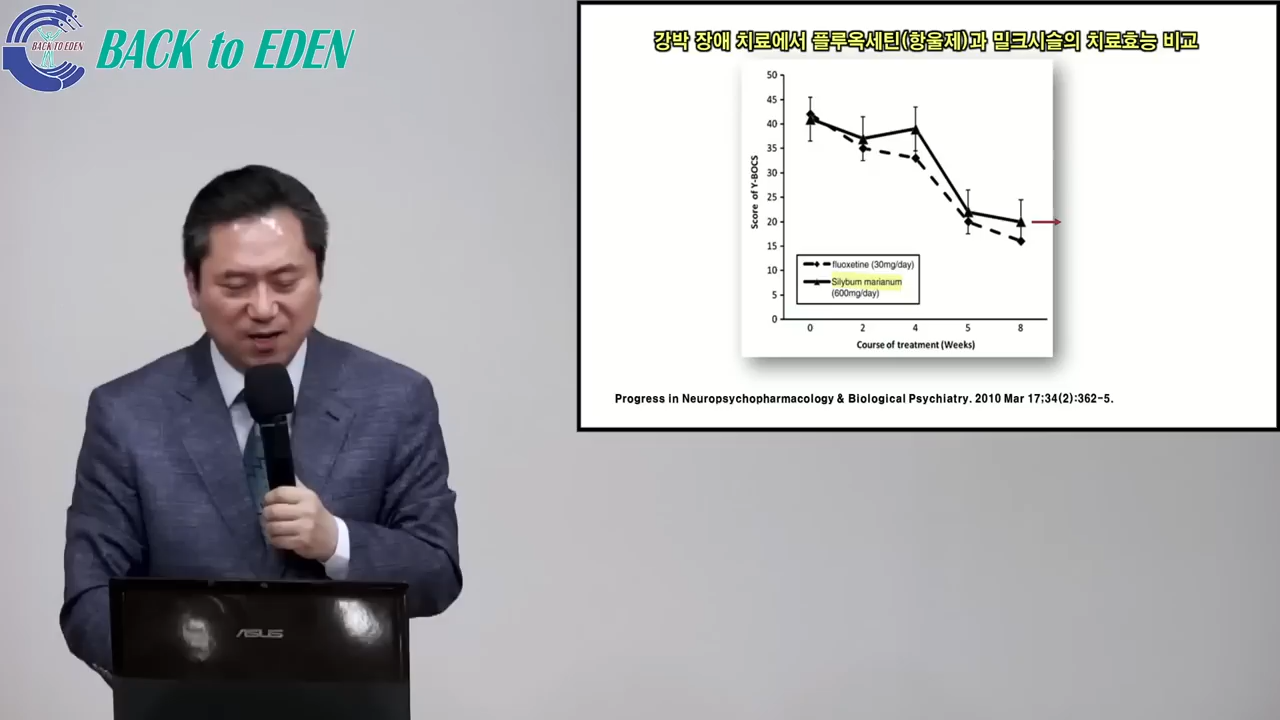 BACK TO EDEN
BACK to EDEN
강박 장애 치료에서 플루옥세틴(항울제)과 밀크시슬의 치료효능 비교
50
45
40
35
30
25
20
15
10
5
0
Score of Y-BOCS
fluoxetine (30mg/day)
Silybum marianum
(600mg/day)
0 2 4 5 8
Course of treatment (Weeks)
Progress in Neuropsychopharmacology & Biological Psychiatry. 2010 Mar 17;34(2):362-5.
ASUS